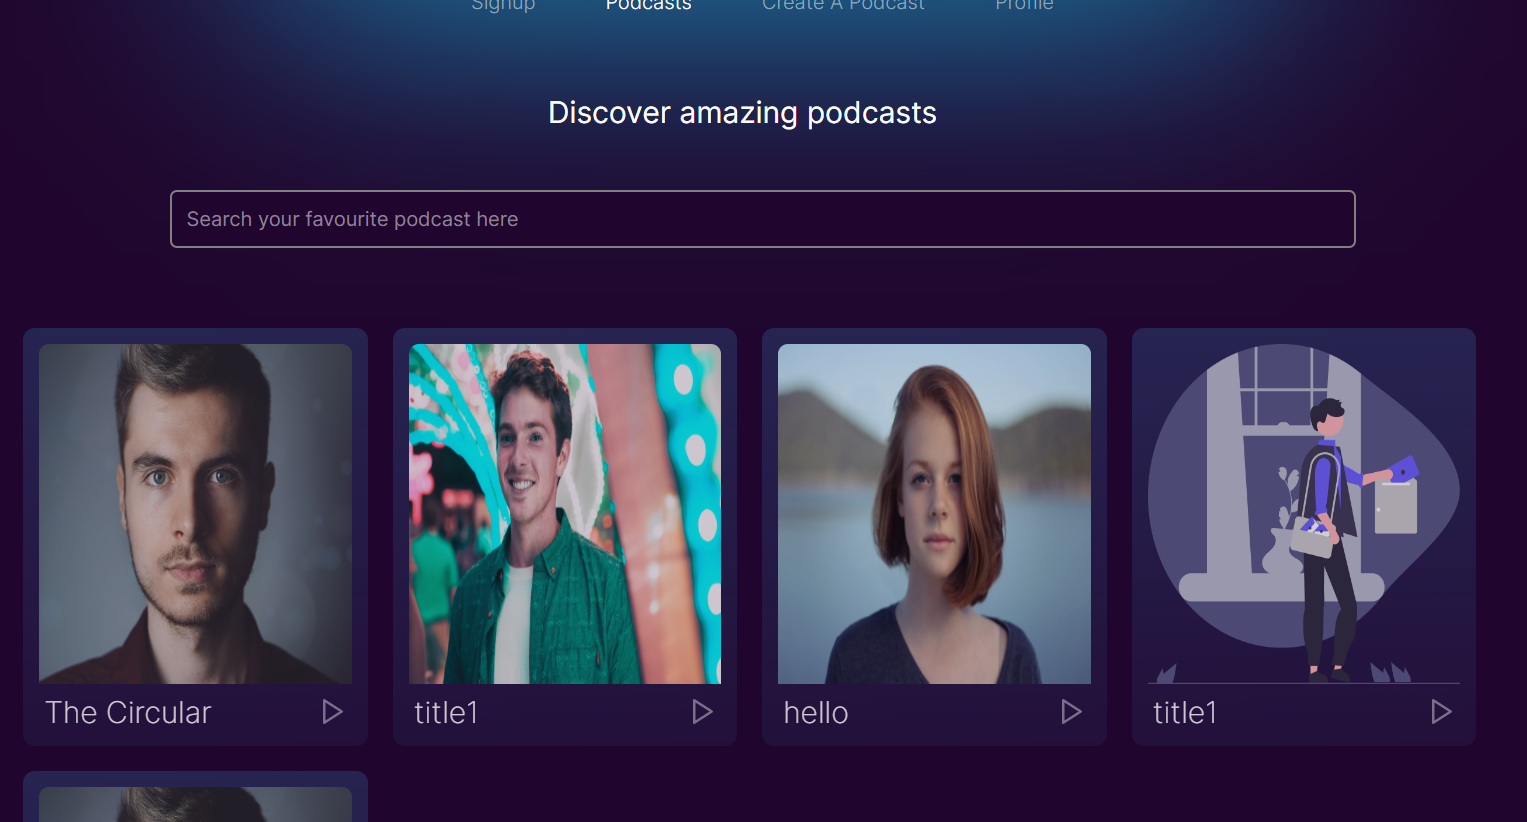 Signup Podcasts Create A Podcast Profile
Discover amazing podcasts
Search your favourite podcast here
The Circular
title1
hello
title1